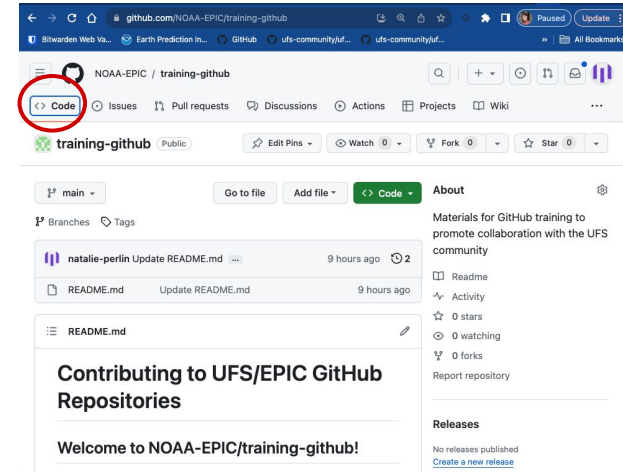 github.com/NOAA-EPIC/training-github
Paused
Update
Bitwarden Web Va...
Earth Prediction In...
GitHub
ufs-community/uf...
ufs-community/uf...
»
All Bookmarks
NOAA-EPIC / training-github
<> Code
Issues
Pull requests
Discussions
Actions
Projects
Wiki
...
training-github
Public
Edit Pins
Watch 0
Fork 0
Star 0
main
Go to file
Add file
<> Code
Branches
Tags
natalie-perlin Update README.md ...
9 hours ago
2
README.md
Update README.md
9 hours ago
README.md
Contributing to UFS/EPIC GitHub
Repositories
Welcome to NOAA-EPIC/training-github!
About
Materials for GitHub training to
promote collaboration with the UFS
community
Readme
Activity
0 stars
0 watching
0 forks
Report repository
Releases
No releases published
Create a new release